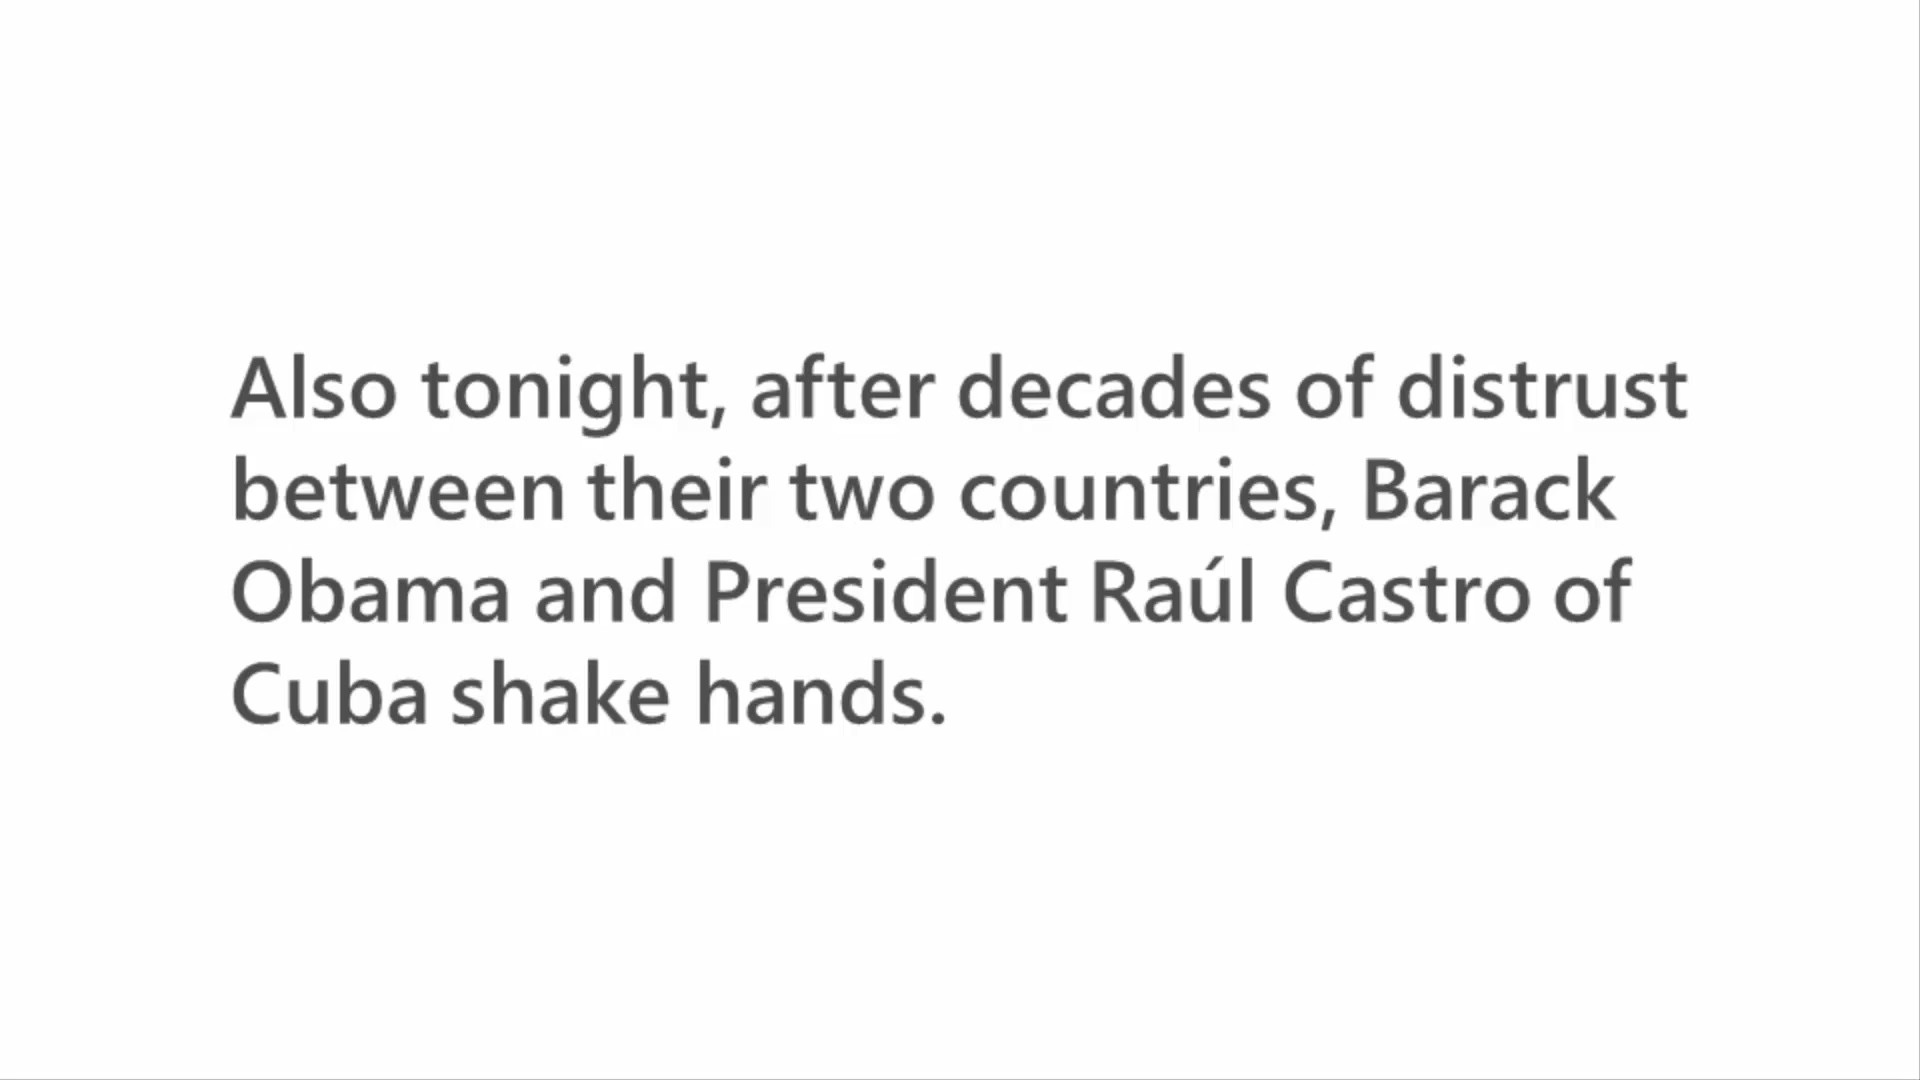 Also tonight, after decades of distrust
between their two countries, Barack
Obama and President Raúl Castro of
Cuba shake hands.